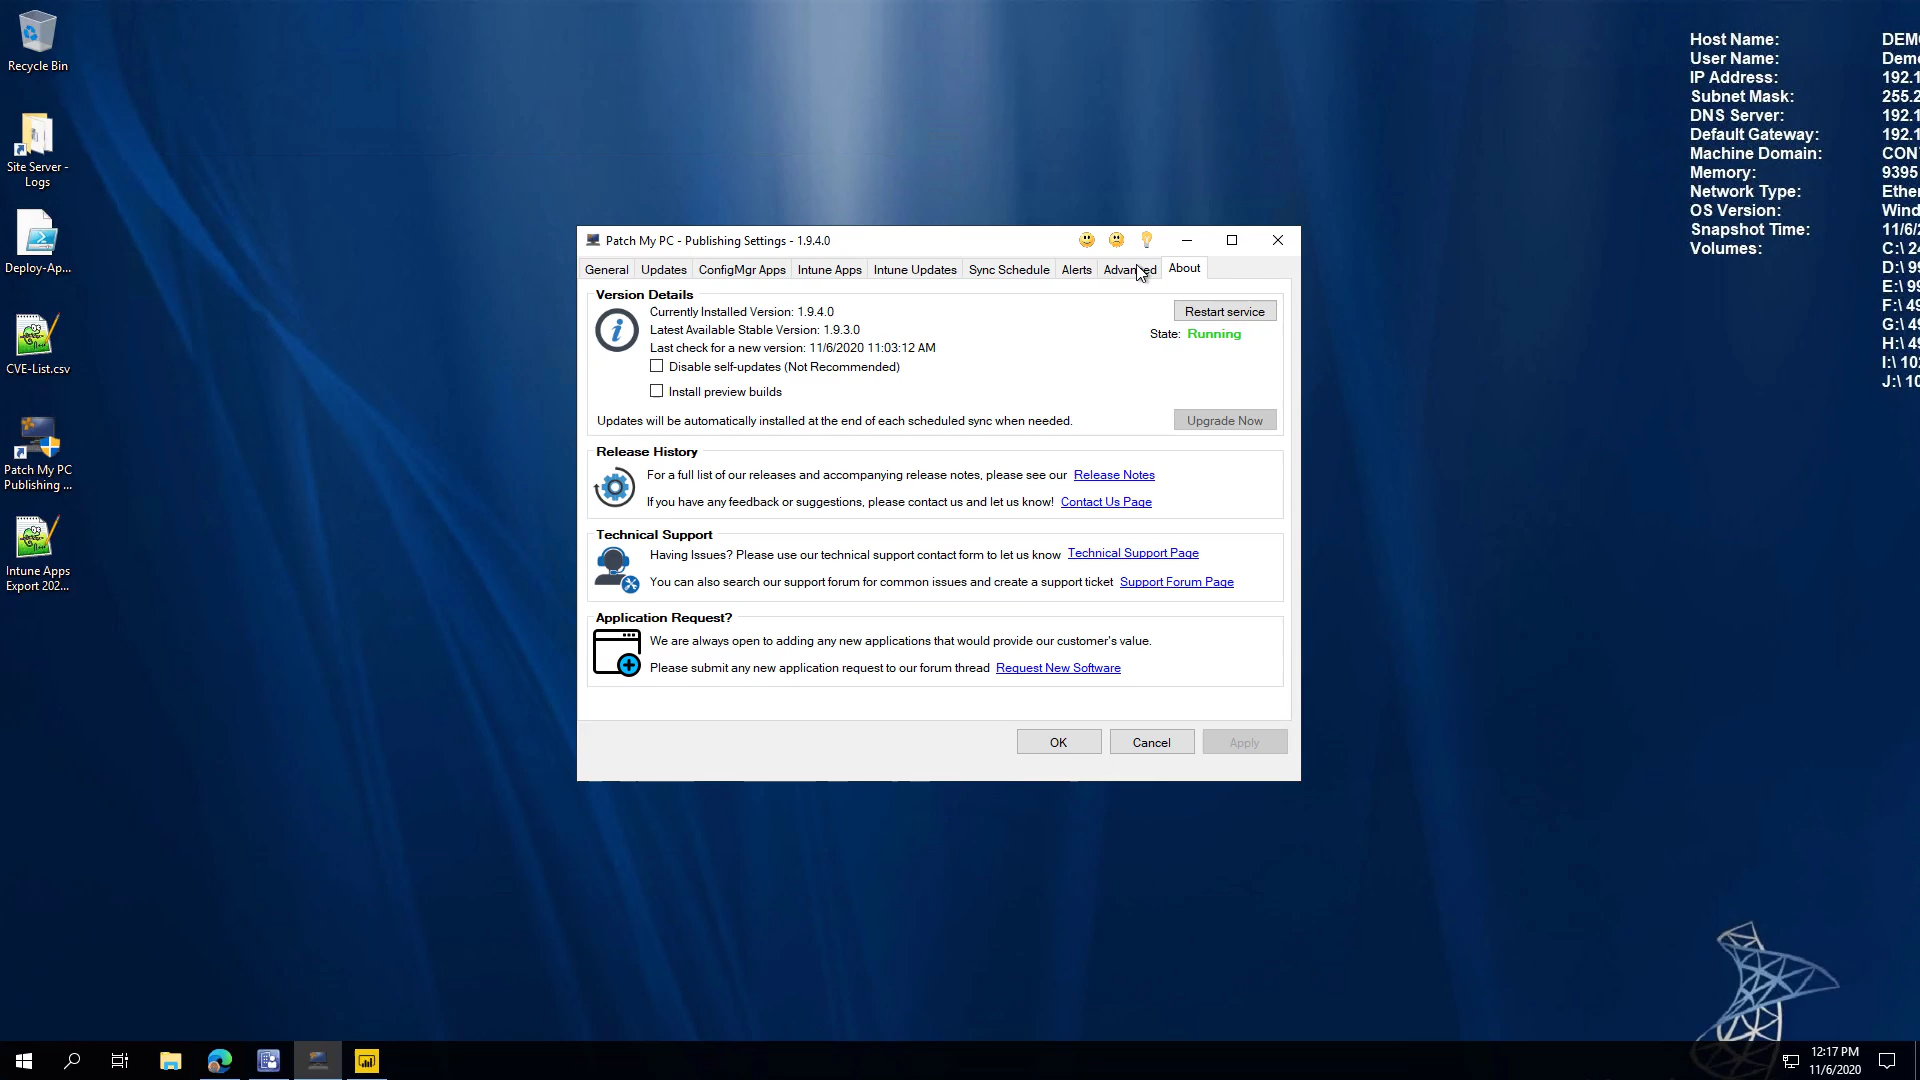 Recycle Bin
Site Server -
Logs
Deploy-Ap...
CVE-List.csv
Patch My PC
Publishing ...
Intune Apps
Export 202...
Host Name:
User Name:
IP Address:
Subnet Mask:
DNS Server:
Default Gateway:
Machine Domain:
Memory:
Network Type:
OS Version:
Snapshot Time:
Volumes:
9395
Patch My PC - Publishing Settings - 1.9.4.0
General Updates ConfigMgr Apps Intune Apps Intune Updates Sync Schedule Alerts Advanced About
Version Details
Currently Installed Version: 1.9.4.0
Restart service
Latest Available Stable Version: 1.9.3.0
State: Running
Last check for a new version: 11/6/2020 11:03:12 AM
Disable self-updates (Not Recommended)
Install preview builds
Updates will be automatically installed at the end of each scheduled sync when needed.
Upgrade Now
Release History
For a full list of our releases and accompanying release notes, please see our Release Notes
If you have any feedback or suggestions, please contact us and let us know! Contact Us Page
Technical Support
Having Issues? Please use our technical support contact form to let us know Technical Support Page
You can also search our support forum for common issues and create a support ticket Support Forum Page
Application Request?
We are always open to adding any new applications that would provide our customer's value.
Please submit any new application request to our forum thread Request New Software
OK Cancel Apply
12:17 PM
11/6/2020